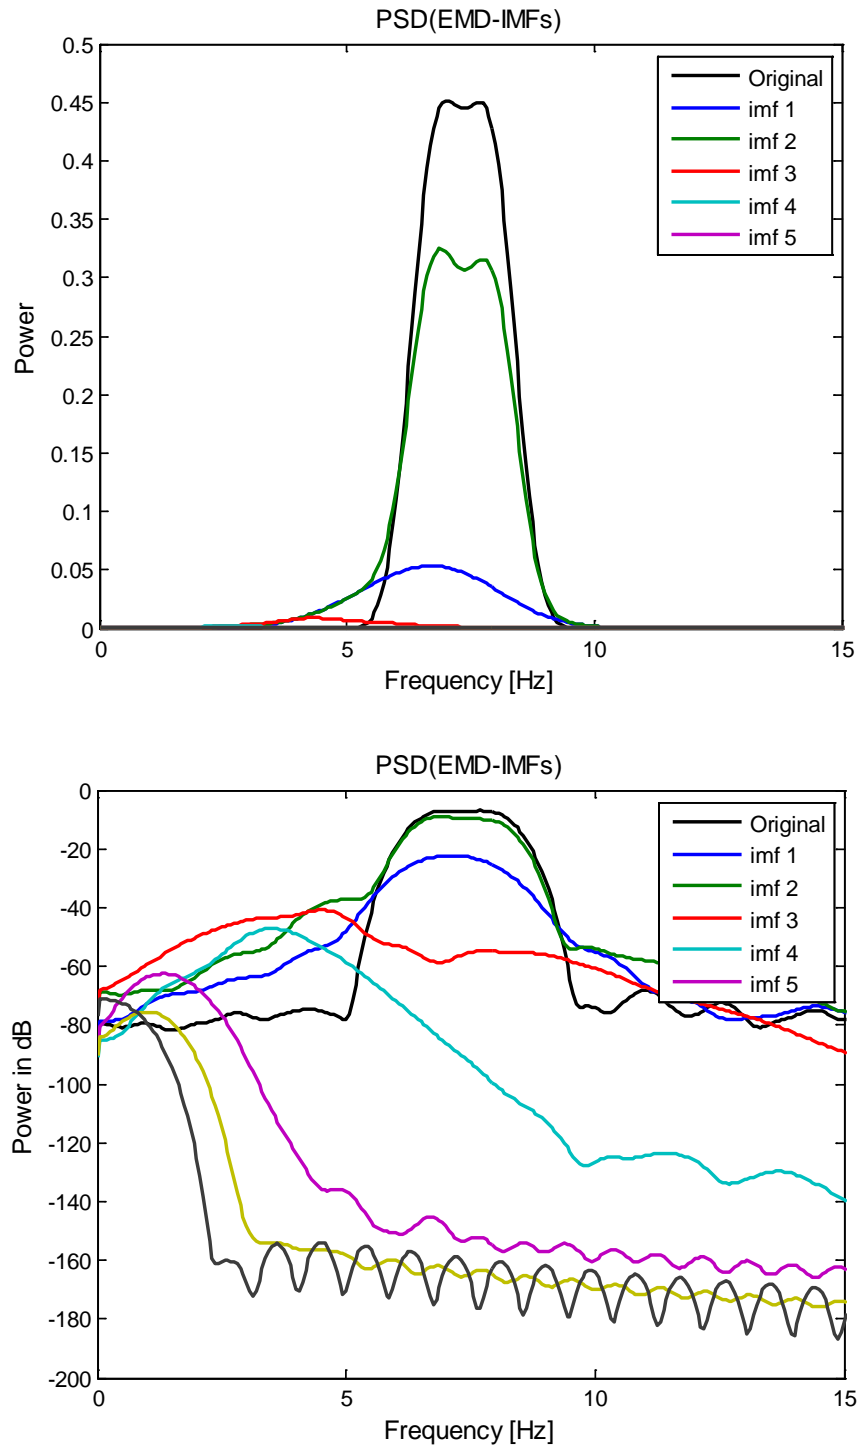 PSD(EMD-IMFs)
0.5
0.45
0.4
0.35
0.3
0.25
0.2
0.15
0.1
0.05
0
Power
Original
imf 1
imf 2
imf 3
imf 4
imf 5
0
5
10
15
Frequency [Hz]
PSD(EMD-IMFs)
0
-20
-40
-60
-80
-100
-120
-140
-160
-180
-200
Power in dB
Original
imf 1
imf 2
imf 3
imf 4
imf 5
0
5
10
15
Frequency [Hz]